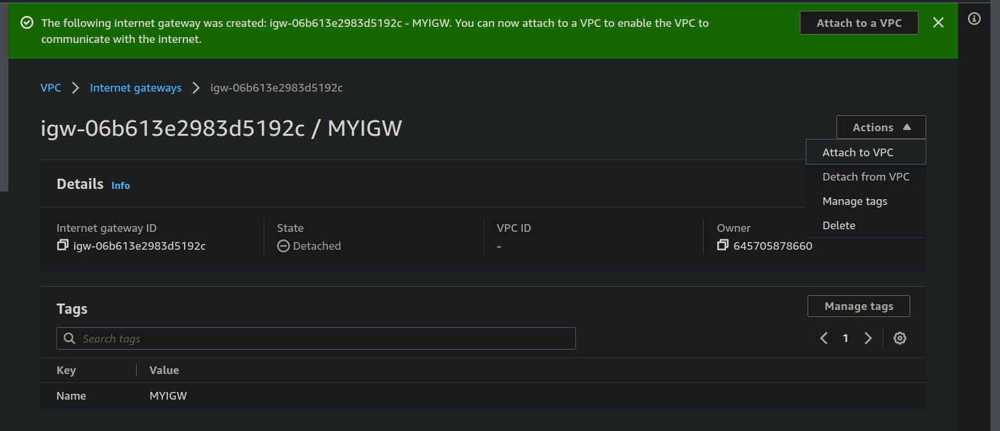 The following internet gateway was created: igw-06b613e2983d5192c - MYIGW. You can now attach to a VPC to enable the VPC to
communicate with the internet.
Attach to a VPC
VPC
Internet gateways
igw-06b613e2983d5192c
igw-06b613e2983d5192c / MYIGW
Actions
Attach to VPC
Detach from VPC
Manage tags
Delete
Details Info
Internet gateway ID
igw-06b613e2983d5192c
State
Detached
VPC ID
-
Owner
645705878660
Tags
Manage tags
Search tags
1
Key Value
Name MYIGW